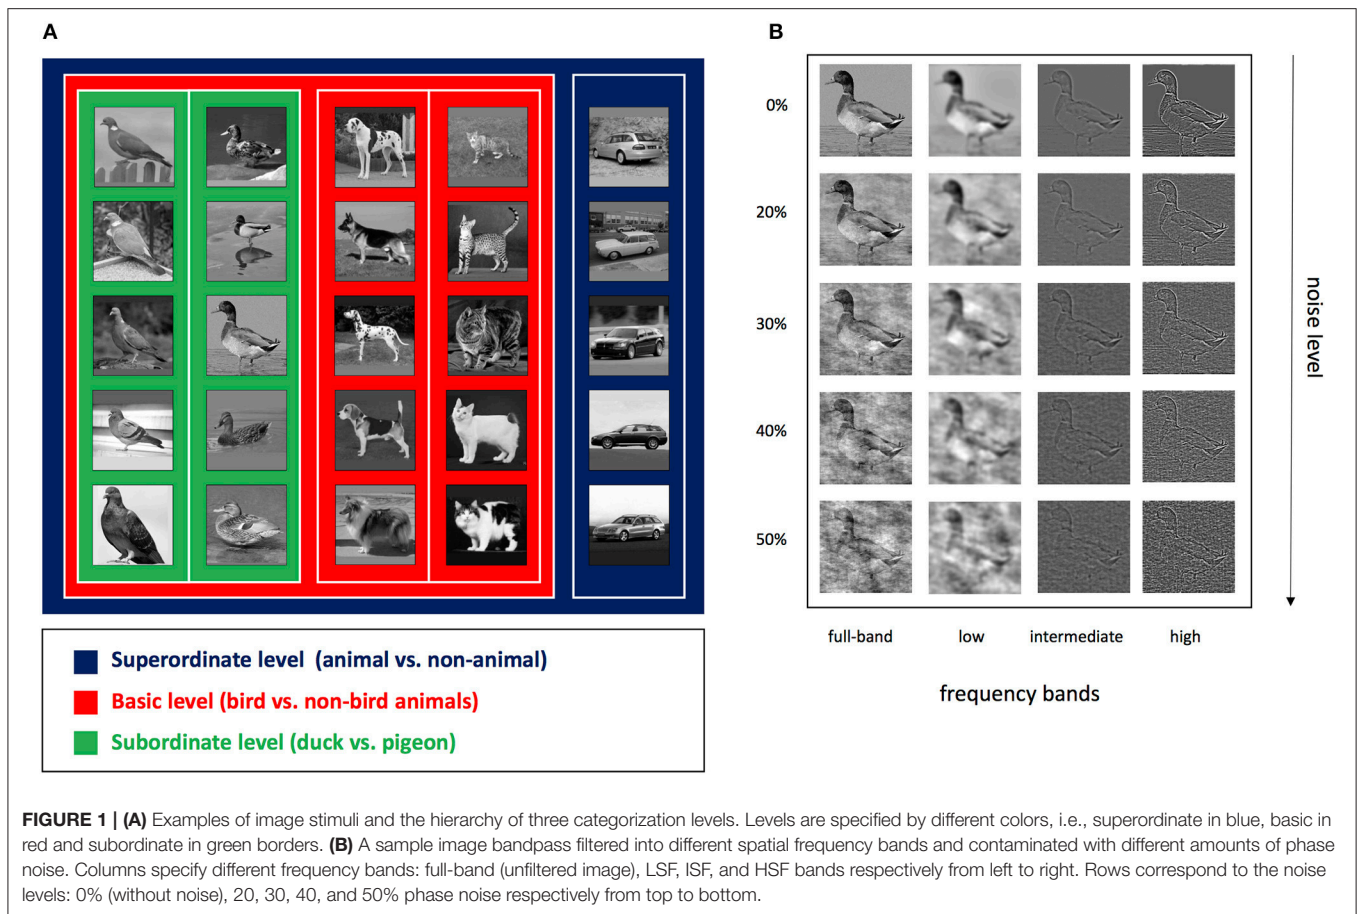 A
B
0%
20%
30%
40%
50%
noise level
full-band
low
intermediate
high
frequency bands
Superordinate level (animal vs. non-animal)
Basic level (bird vs. non-bird animals)
Subordinate level (duck vs. pigeon)
FIGURE 1 | (A) Examples of image stimuli and the hierarchy of three categorization levels. Levels are specified by different colors, i.e., superordinate in blue, basic in
red and subordinate in green borders. (B) A sample image bandpass filtered into different spatial frequency bands and contaminated with different amounts of phase
noise. Columns specify different frequency bands: full-band (unfiltered image), LSF, ISF, and HSF bands respectively from left to right. Rows correspond to the noise
levels: 0% (without noise), 20, 30, 40, and 50% phase noise respectively from top to bottom.